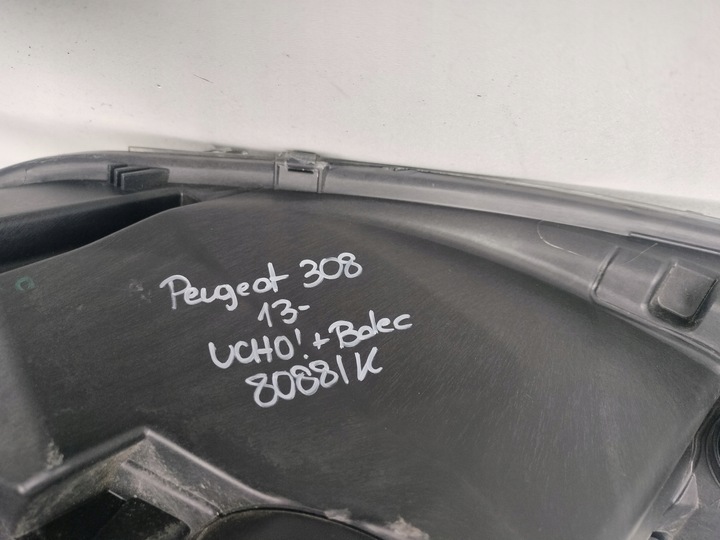 Peugeot 308
13-
UCHO! + Bolec
80881K